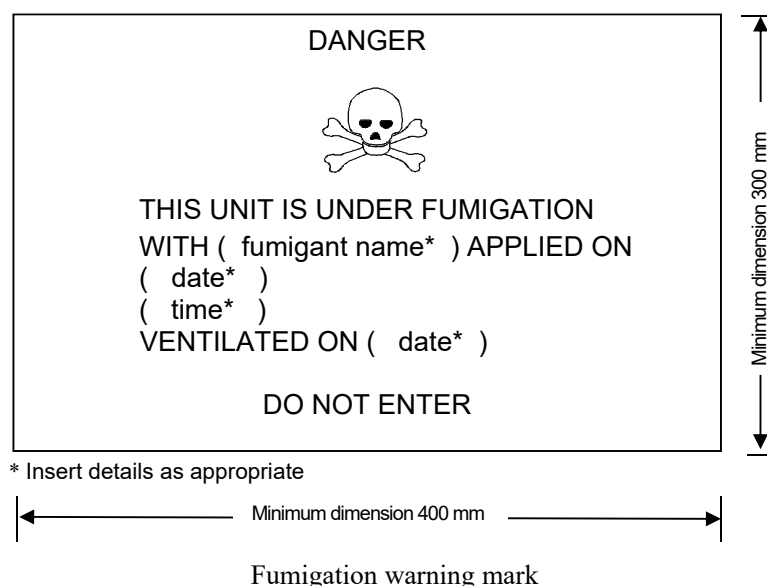 DANGER
THIS UNIT IS UNDER FUMIGATION
WITH ( fumigant name* ) APPLIED ON
( date* )
( time* )
VENTILATED ON ( date* )
DO NOT ENTER
Minimum dimension 300 mm
* Insert details as appropriate
Minimum dimension 400 mm
Fumigation warning mark